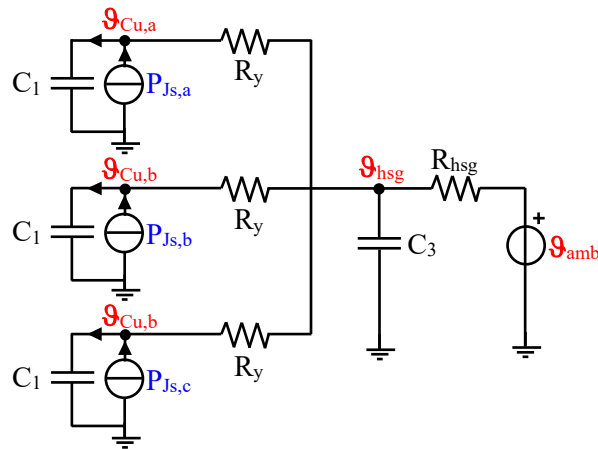 ϑCu,a
C1
PJs,a
Ry
ϑCu,b
C1
PJs,b
Ry
ϑhsg
Rhsg
C3
+
ϑamb
ϑCu,b
C1
PJs,c
Ry